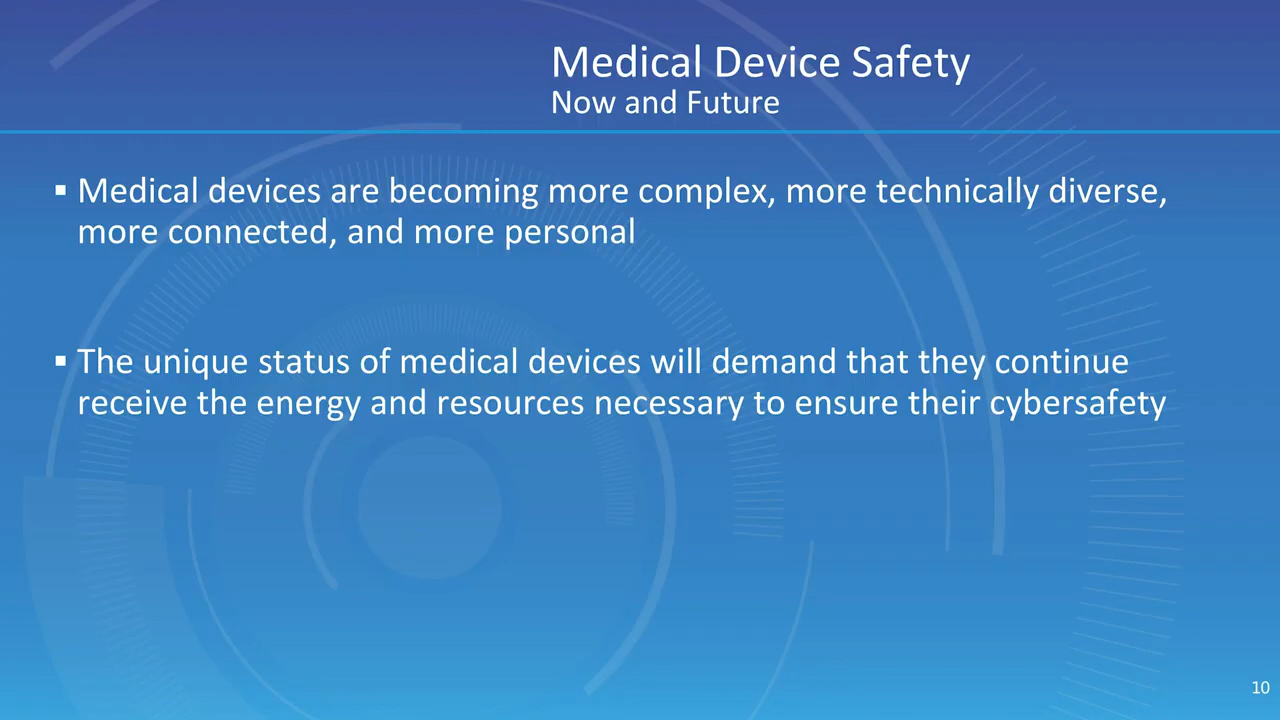 Medical Device Safety
Now and Future
▪ Medical devices are becoming more complex, more technically diverse,
more connected, and more personal
▪ The unique status of medical devices will demand that they continue
receive the energy and resources necessary to ensure their cybersafety
10